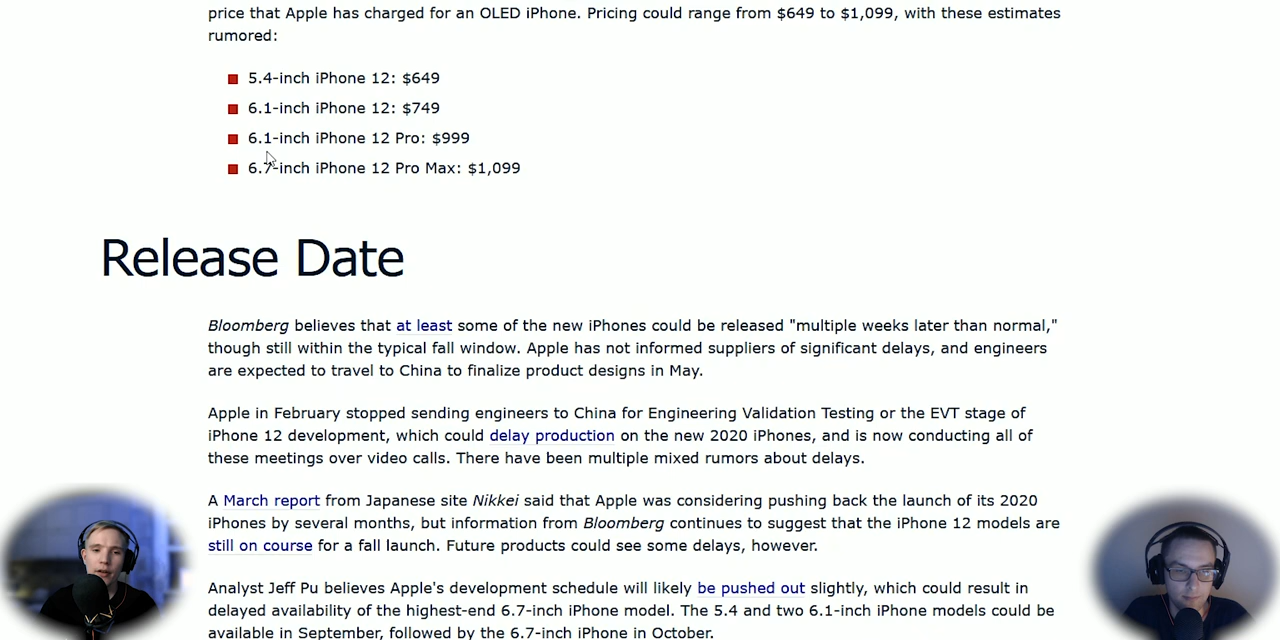 price that Apple has charged for an OLED iPhone. Pricing could range from $649 to $1,099, with these estimates
rumored:
5.4-inch iPhone 12: $649
6.1-inch iPhone 12: $749
6.1-inch iPhone 12 Pro: $999
6.7-inch iPhone 12 Pro Max: $1,099
Release Date
Bloomberg believes that at least some of the new iPhones could be released "multiple weeks later than normal,"
though still within the typical fall window. Apple has not informed suppliers of significant delays, and engineers
are expected to travel to China to finalize product designs in May.
Apple in February stopped sending engineers to China for Engineering Validation Testing or the EVT stage of
iPhone 12 development, which could delay production on the new 2020 iPhones, and is now conducting all of
these meetings over video calls. There have been multiple mixed rumors about delays.
A March report from Japanese site Nikkei said that Apple was considering pushing back the launch of its 2020
iPhones by several months, but information from Bloomberg continues to suggest that the iPhone 12 models are
still on course for a fall launch. Future products could see some delays, however.
Analyst Jeff Pu believes Apple's development schedule will likely be pushed out slightly, which could result in
delayed availability of the highest-end 6.7-inch iPhone model. The 5.4 and two 6.1-inch iPhone models could be
available in September, followed by the 6.7-inch iPhone in October.